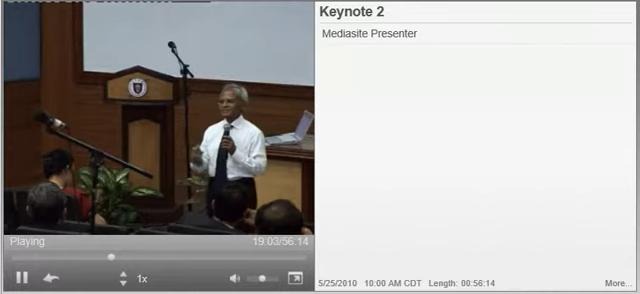 Keynote 2
Mediasite Presenter
Playing
19:03/56:14
1x
5/25/2010 10:00 AM CDT Length: 00:56:14 More...